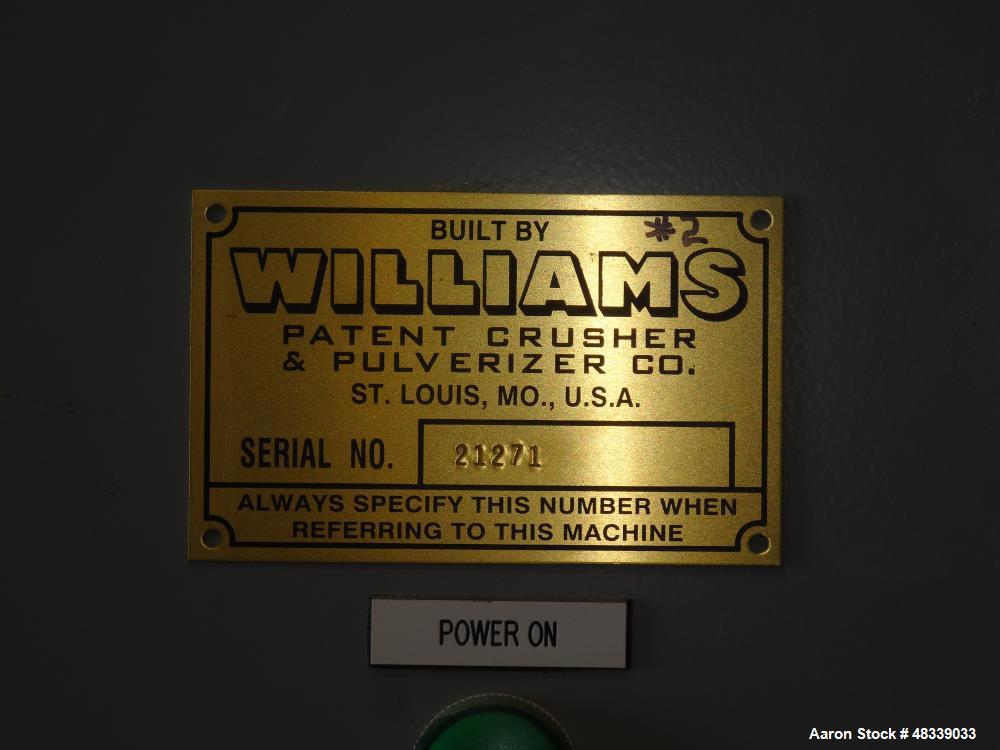 BUILT BY
#2
WILLIAMS
PATENT CRUSHER
& PULVERIZER CO.
ST. LOUIS, MO., U.S.A.
SERIAL NO. 21271
ALWAYS SPECIFY THIS NUMBER WHEN
REFERRING TO THIS MACHINE
POWER ON
Aaron Stock # 48339033